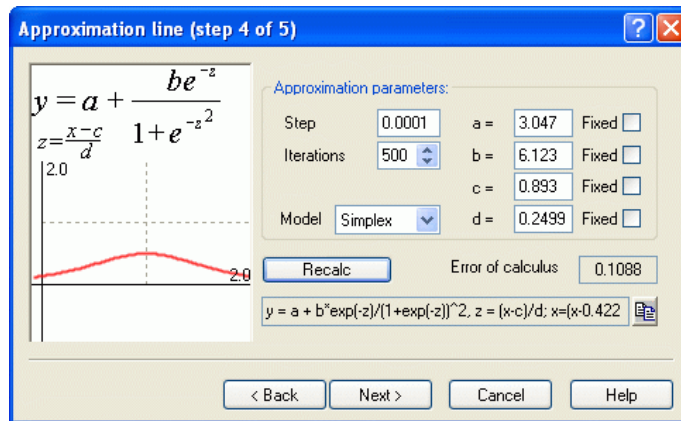 Approximation line (step 4 of 5)
y = a + be^-z / 1+e^-z^2
z= x-c / d
2.0
2.0
Approximation parameters:
Step 0.0001 a = 3.047 Fixed
Iterations 500 b = 6.123 Fixed
c = 0.893 Fixed
Model Simplex d = 0.2499 Fixed
Recalc Error of calculus 0.1088
y = a + b*exp(-z)/(1+exp(-z))^2, z = (x-c)/d; x=(x-0.422
< Back Next > Cancel Help